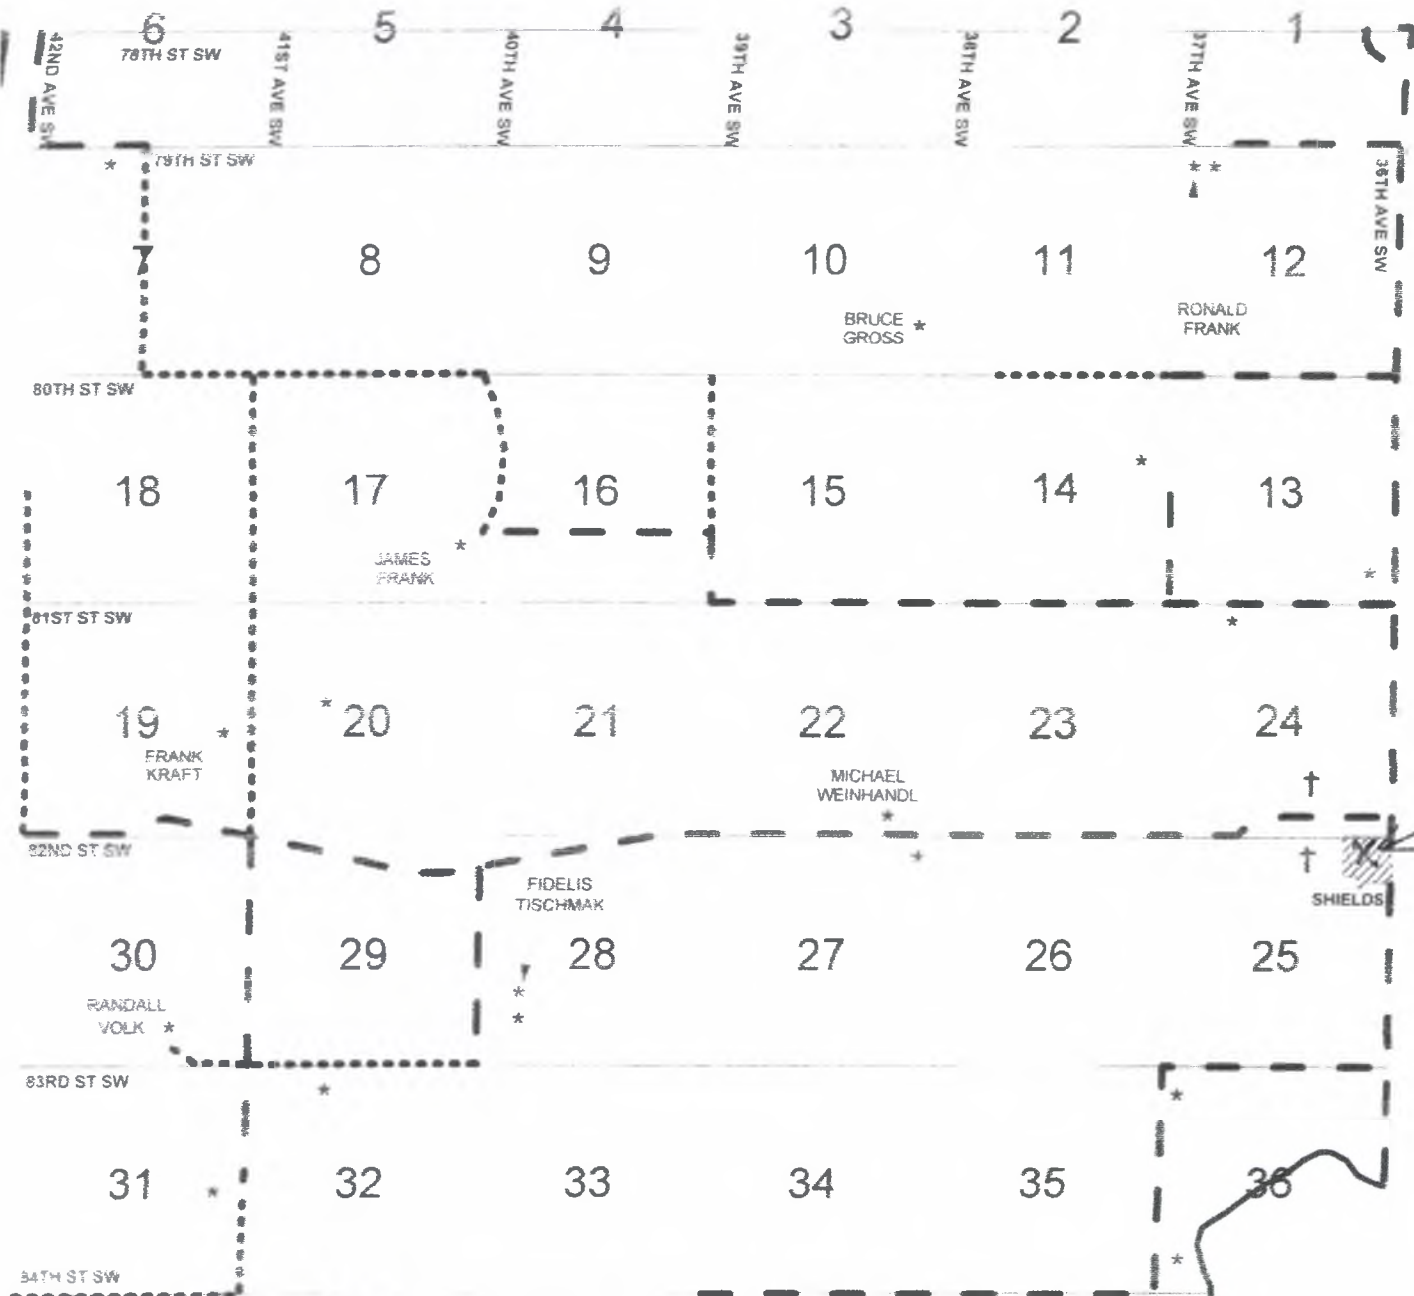 6 5 4 3 2 1
78TH ST SW
42ND AVE SW
41ST AVE SW
40TH AVE SW
39TH AVE SW
38TH AVE SW
37TH AVE SW
79TH ST SW
36TH AVE SW
7 8 9 10 11 12
RONALD
FRANK
BRUCE
GROSS
80TH ST SW
18 17 16 15 14 13
JAMES
FRANK
81ST ST SW
19 20 21 22 23 24
FRANK
KRAFT
MICHAEL
WEINHANDL
82ND ST SW
FIDELIS
TISCHMAK
SHIELDS
30 29 28 27 26 25
RANDALL
VOLK
83RD ST SW
31 32 33 34 35 36
84TH ST SW